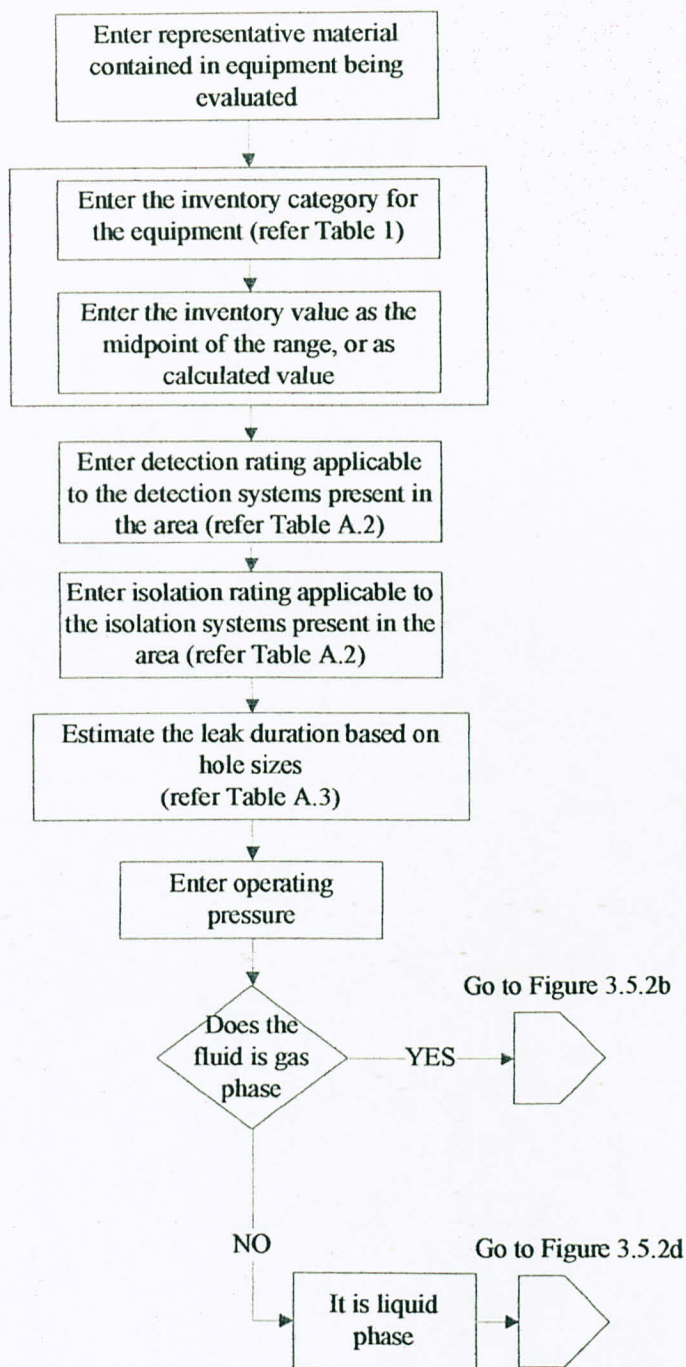 Enter representative material
contained in equipment being
evaluated
Enter the inventory category for
the equipment (refer Table 1)
Enter the inventory value as the
midpoint of the range, or as
calculated value
Enter detection rating applicable
to the detection systems present in
the area (refer Table A.2)
Enter isolation rating applicable to
the isolation systems present in the
area (refer Table A.2)
Estimate the leak duration based on
hole sizes
(refer Table A.3)
Enter operating
pressure
Does the
fluid is gas
phase
YES
Go to Figure 3.5.2b
NO
It is liquid
phase
Go to Figure 3.5.2d